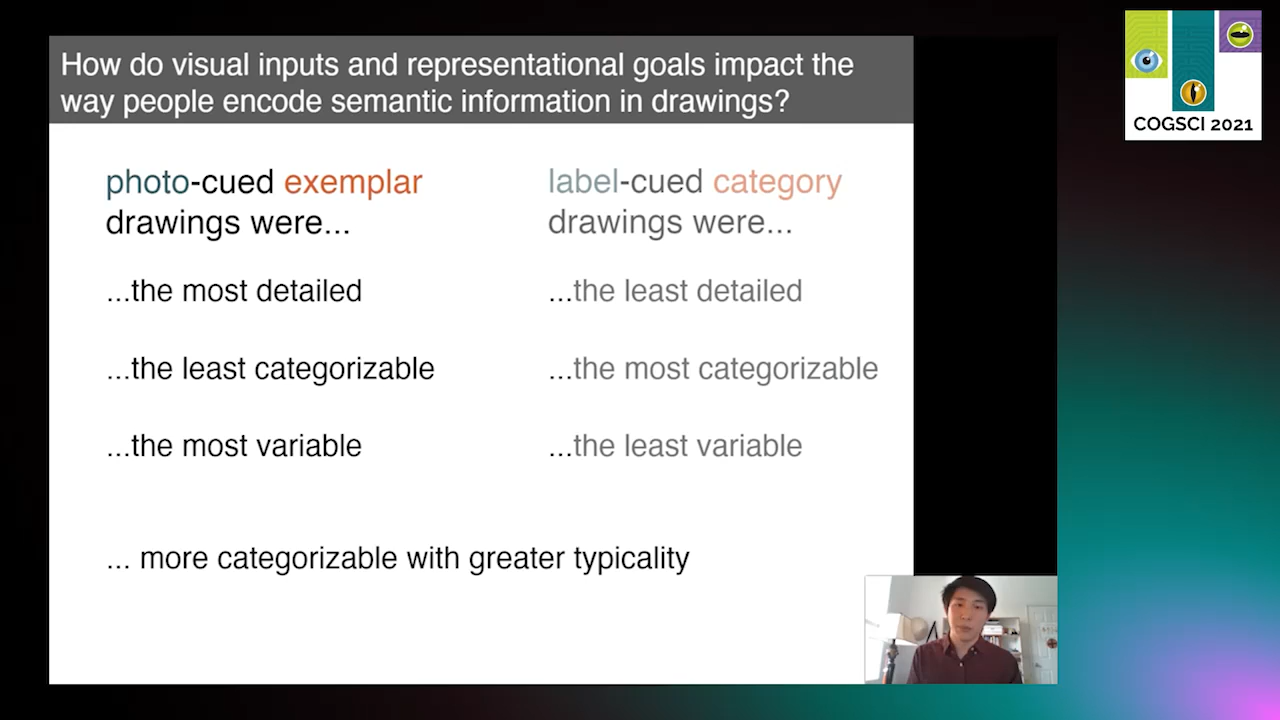 How do visual inputs and representational goals impact the
way people encode semantic information in drawings?
photo-cued exemplar
drawings were...
...the most detailed
...the least categorizable
...the most variable
label-cued category
drawings were...
...the least detailed
...the most categorizable
...the least variable
... more categorizable with greater typicality
COGSCI 2021